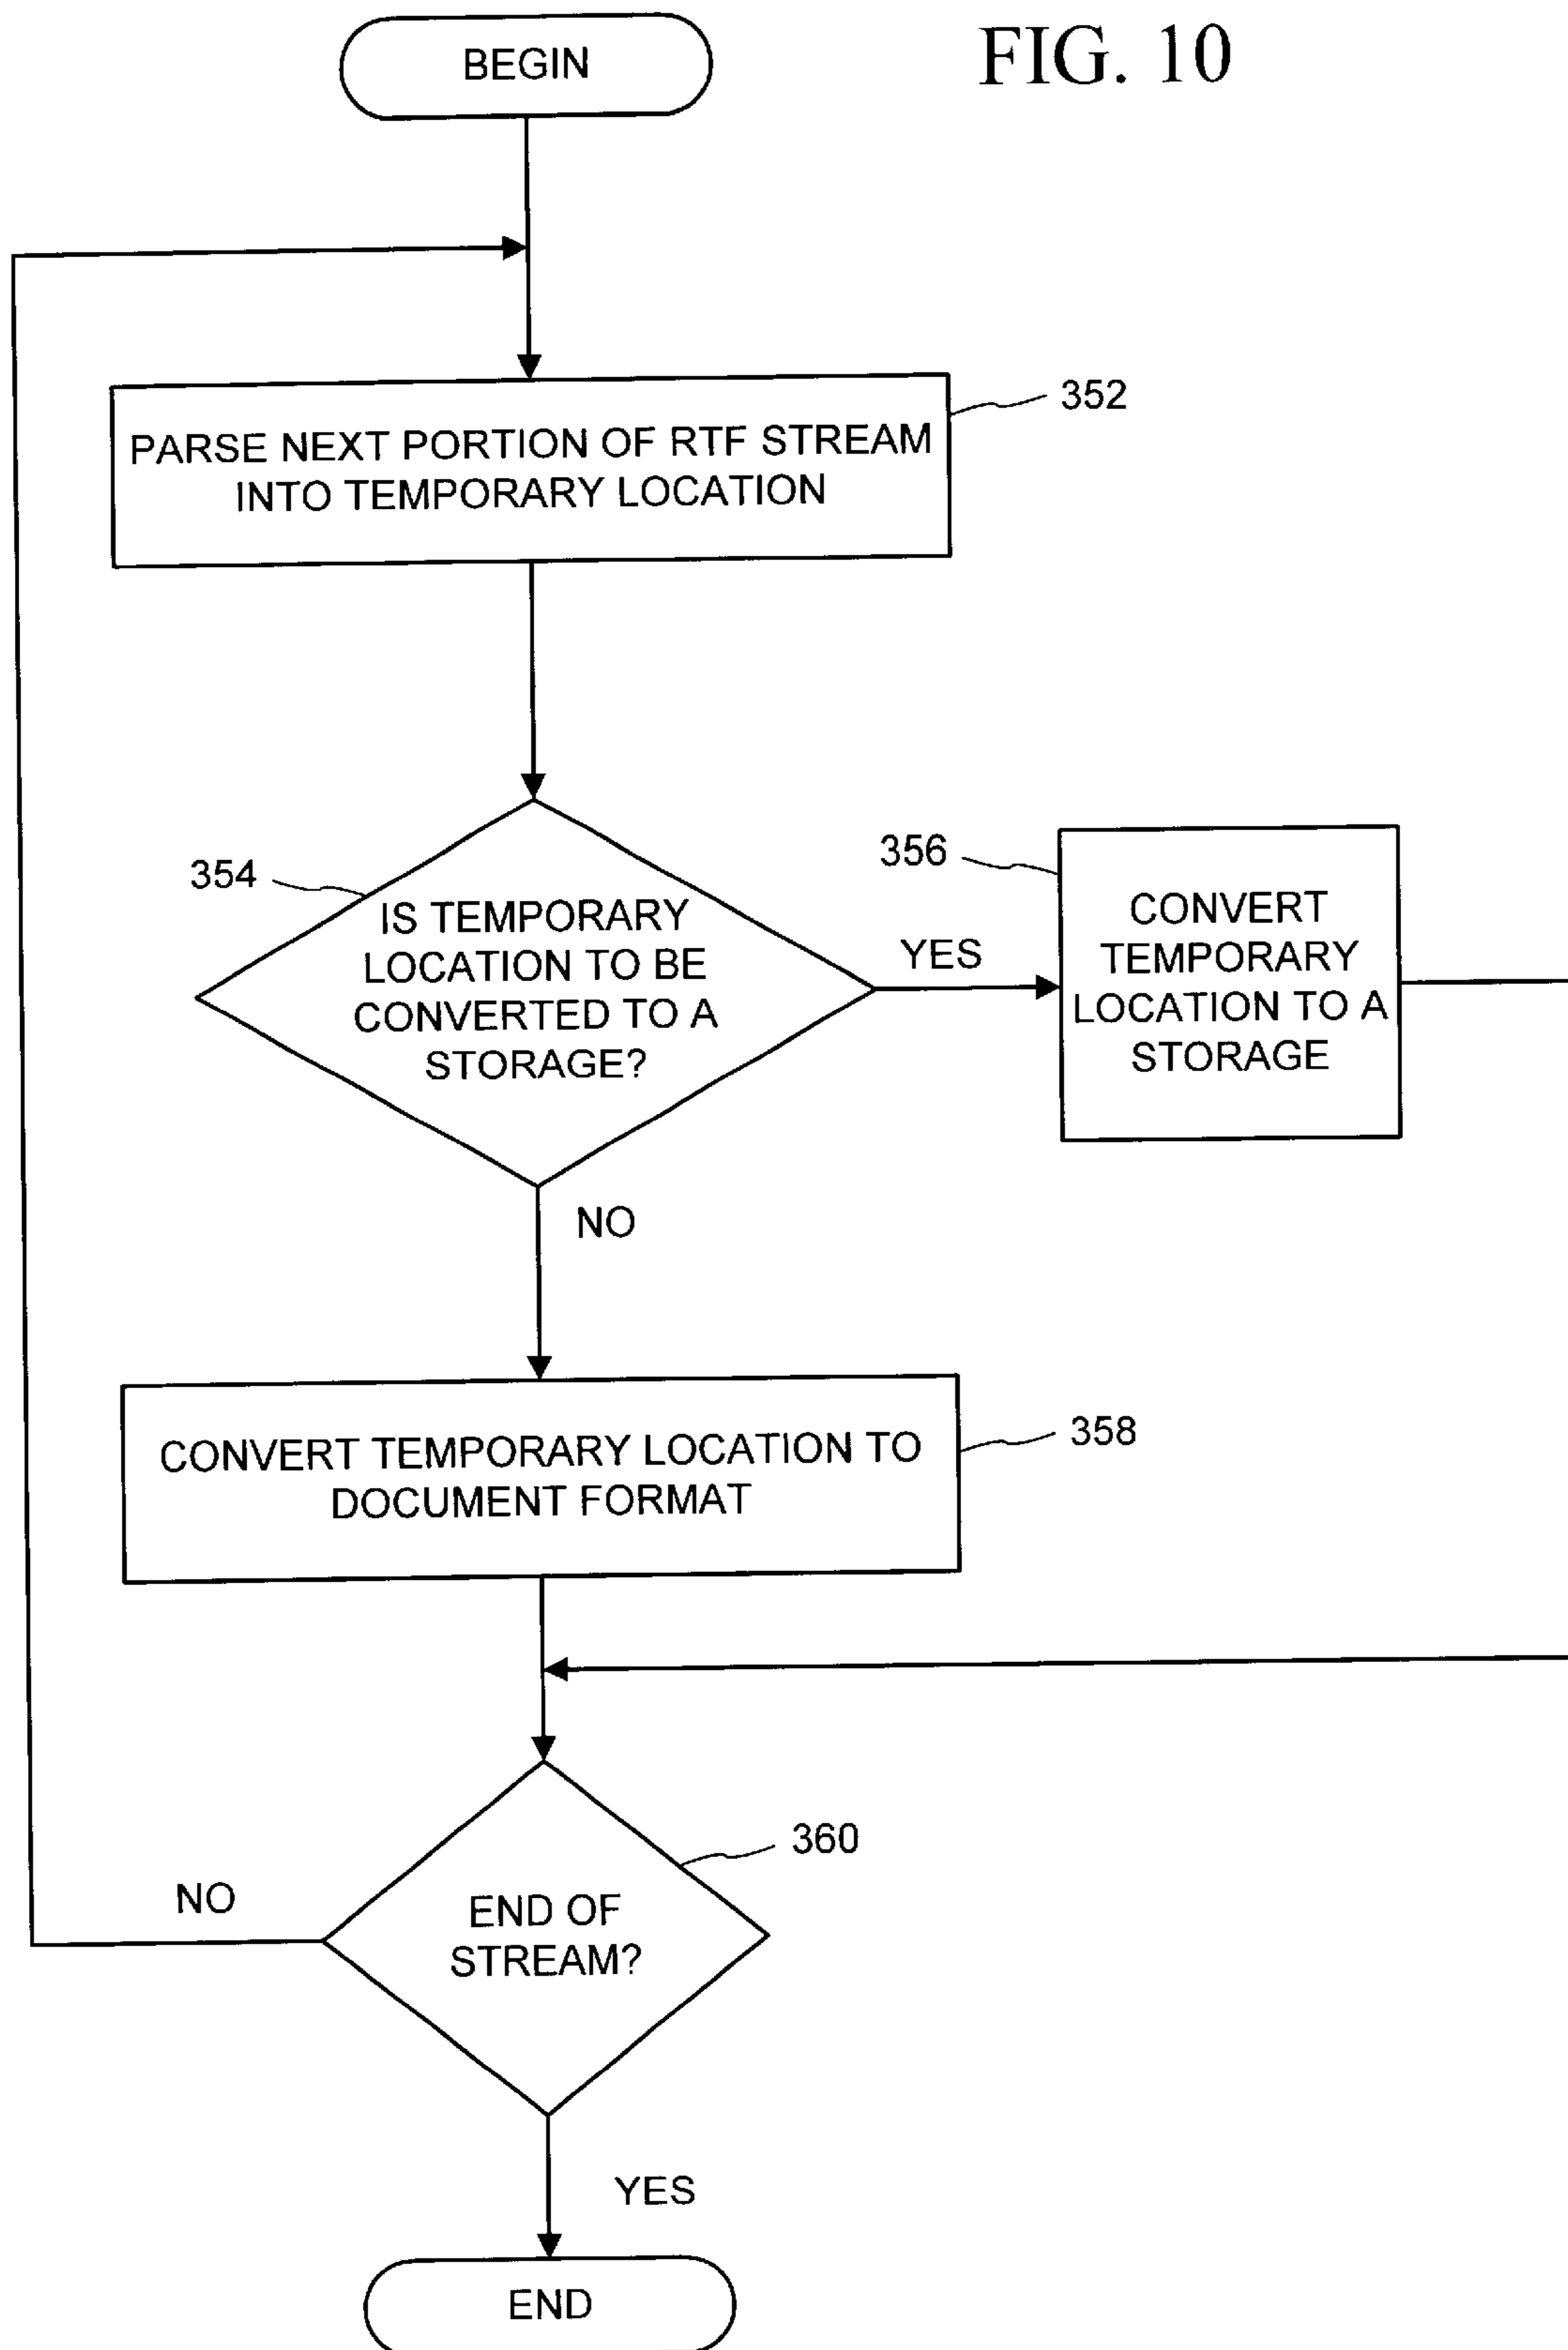 BEGIN
FIG. 10
352
PARSE NEXT PORTION OF RTF STREAM
INTO TEMPORARY LOCATION
354
IS TEMPORARY
LOCATION TO BE
CONVERTED TO A
STORAGE?
YES
356
CONVERT
TEMPORARY
LOCATION TO A
STORAGE
NO
358
CONVERT TEMPORARY LOCATION TO
DOCUMENT FORMAT
360
NO
END OF
STREAM?
YES
END